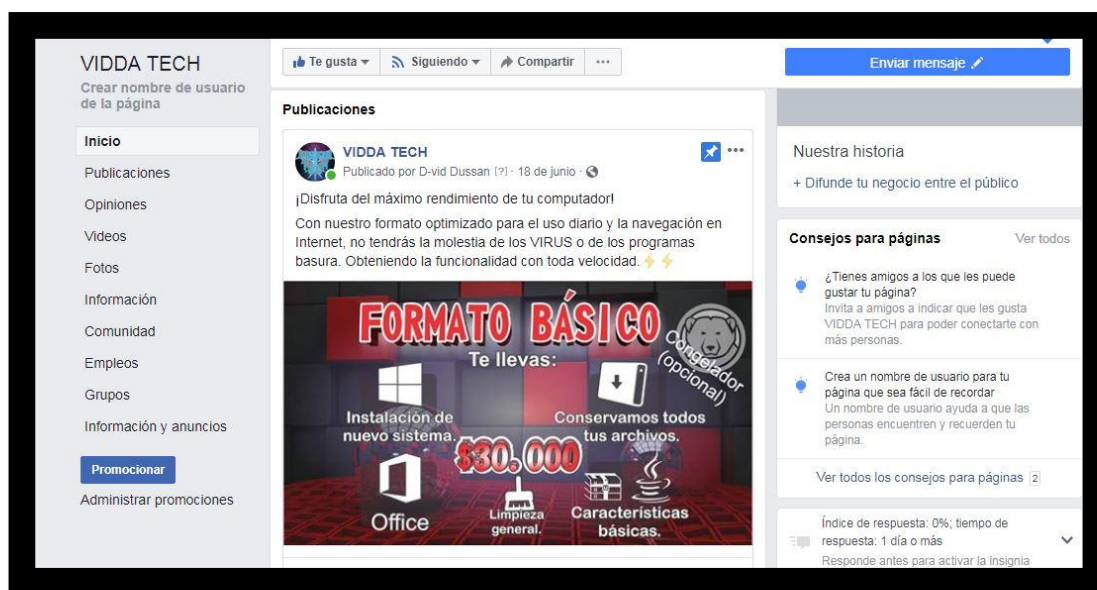 VIDDA TECH
Crear nombre de usuario
de la página
Inicio
Publicaciones
Opiniones
Videos
Fotos
Información
Comunidad
Empleos
Grupos
Información y anuncios
Promocionar
Administrar promociones
Te gusta
Siguiendo
Compartir
Publicaciones
VIDDA TECH
Publicado por D-vid Dussan [?] · 18 de junio ·
¡Disfruta del máximo rendimiento de tu computador!
Con nuestro formato optimizado para el uso diario y la navegación en
Internet, no tendrás la molestia de los VIRUS o de los programas
basura. Obteniendo la funcionalidad con toda velocidad.⚡⚡
FORMATO BÁSICO
Te llevas:
Congelador
(opcional)
Instalación de
nuevo sistema.
Conservamos todos
tus archivos.
$30.000
Office
Limpieza
general.
Características
básicas.
Enviar mensaje
Nuestra historia
+ Difunde tu negocio entre el público
Consejos para páginas
Ver todos
¿Tienes amigos a los que les puede
gustar tu página?
Invita a amigos a indicar que les gusta
VIDDA TECH para poder conectarte con
más personas.
Crea un nombre de usuario para tu
página que sea fácil de recordar
Un nombre de usuario ayuda a que las
personas encuentren y recuerden tu
página.
Ver todos los consejos para páginas 2
Índice de respuesta: 0%; tiempo de
respuesta: 1 día o más
Responde antes para activar la insignia